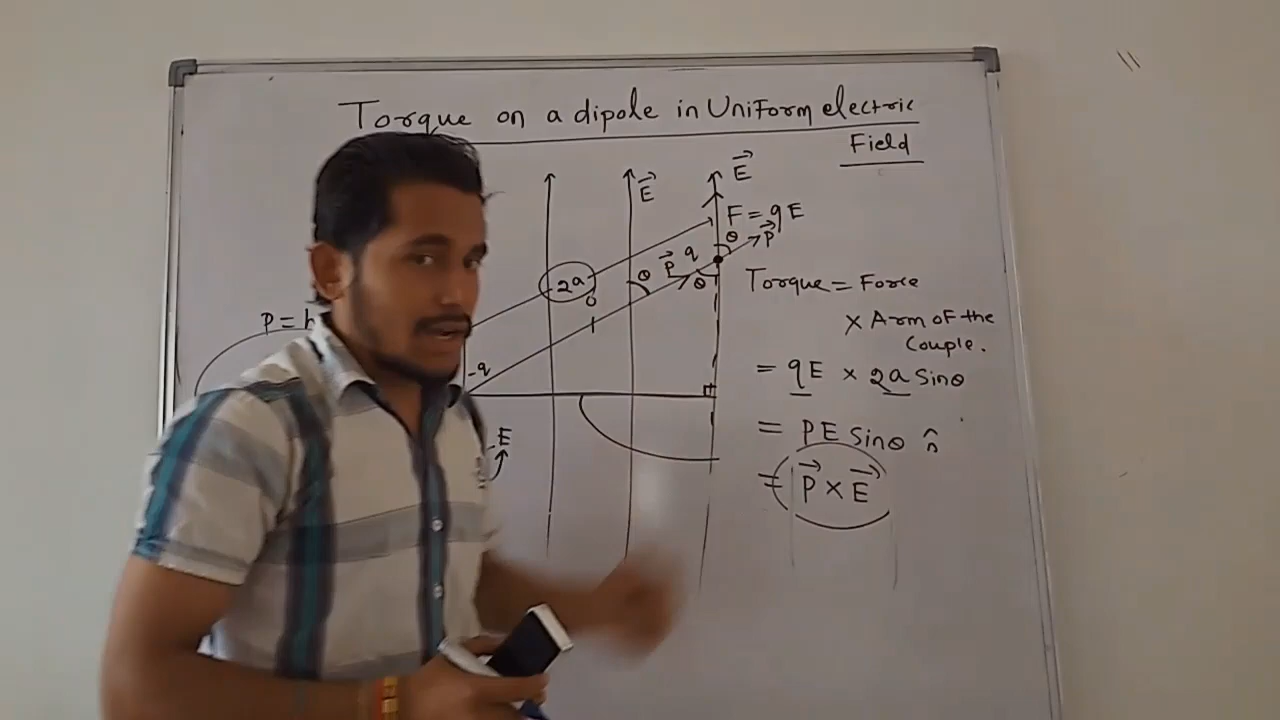 Torque on a dipole in UniForm electric
Field
E
E
F = qE
θ
P
q
P
θ
θ
2a
O
P =
-q
-E
Torque = Force
× Arm of the
Couple.
= qE × 2a Sinθ
= PE Sinθ n̂
= P⃗ × E⃗